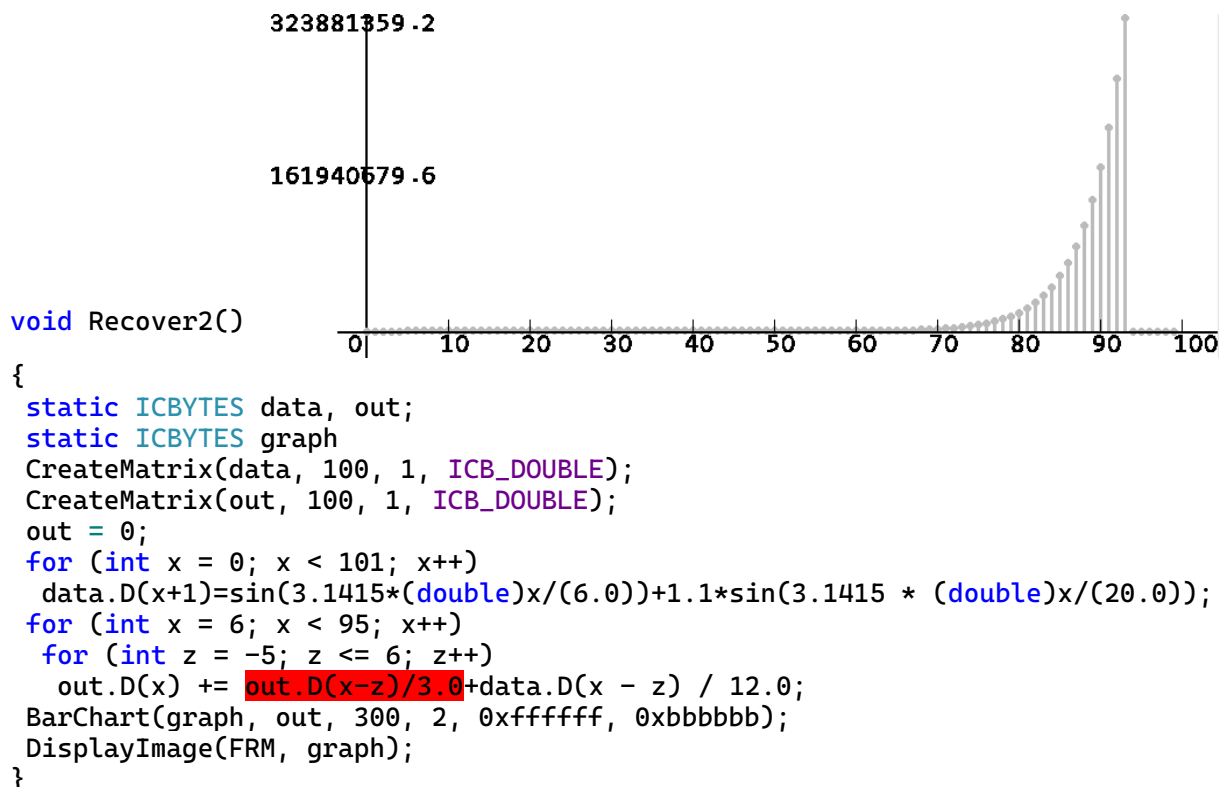 323881359.2
161940679.6
void Recover2()
0 10 20 30 40 50 60 70 80 90 100
{
static ICBYTES data, out;
static ICBYTES graph
CreateMatrix(data, 100, 1, ICB_DOUBLE);
CreateMatrix(out, 100, 1, ICB_DOUBLE);
out = 0;
for (int x = 0; x < 101; x++)
data.D(x+1)=sin(3.1415*(double)x/(6.0))+1.1*sin(3.1415 * (double)x/(20.0));
for (int x = 6; x < 95; x++)
for (int z = -5; z <= 6; z++)
out.D(x) += out.D(x-z)/3.0+data.D(x - z) / 12.0;
BarChart(graph, out, 300, 2, 0xffffff, 0xbbbbbb);
DisplayImage(FRM, graph);
}